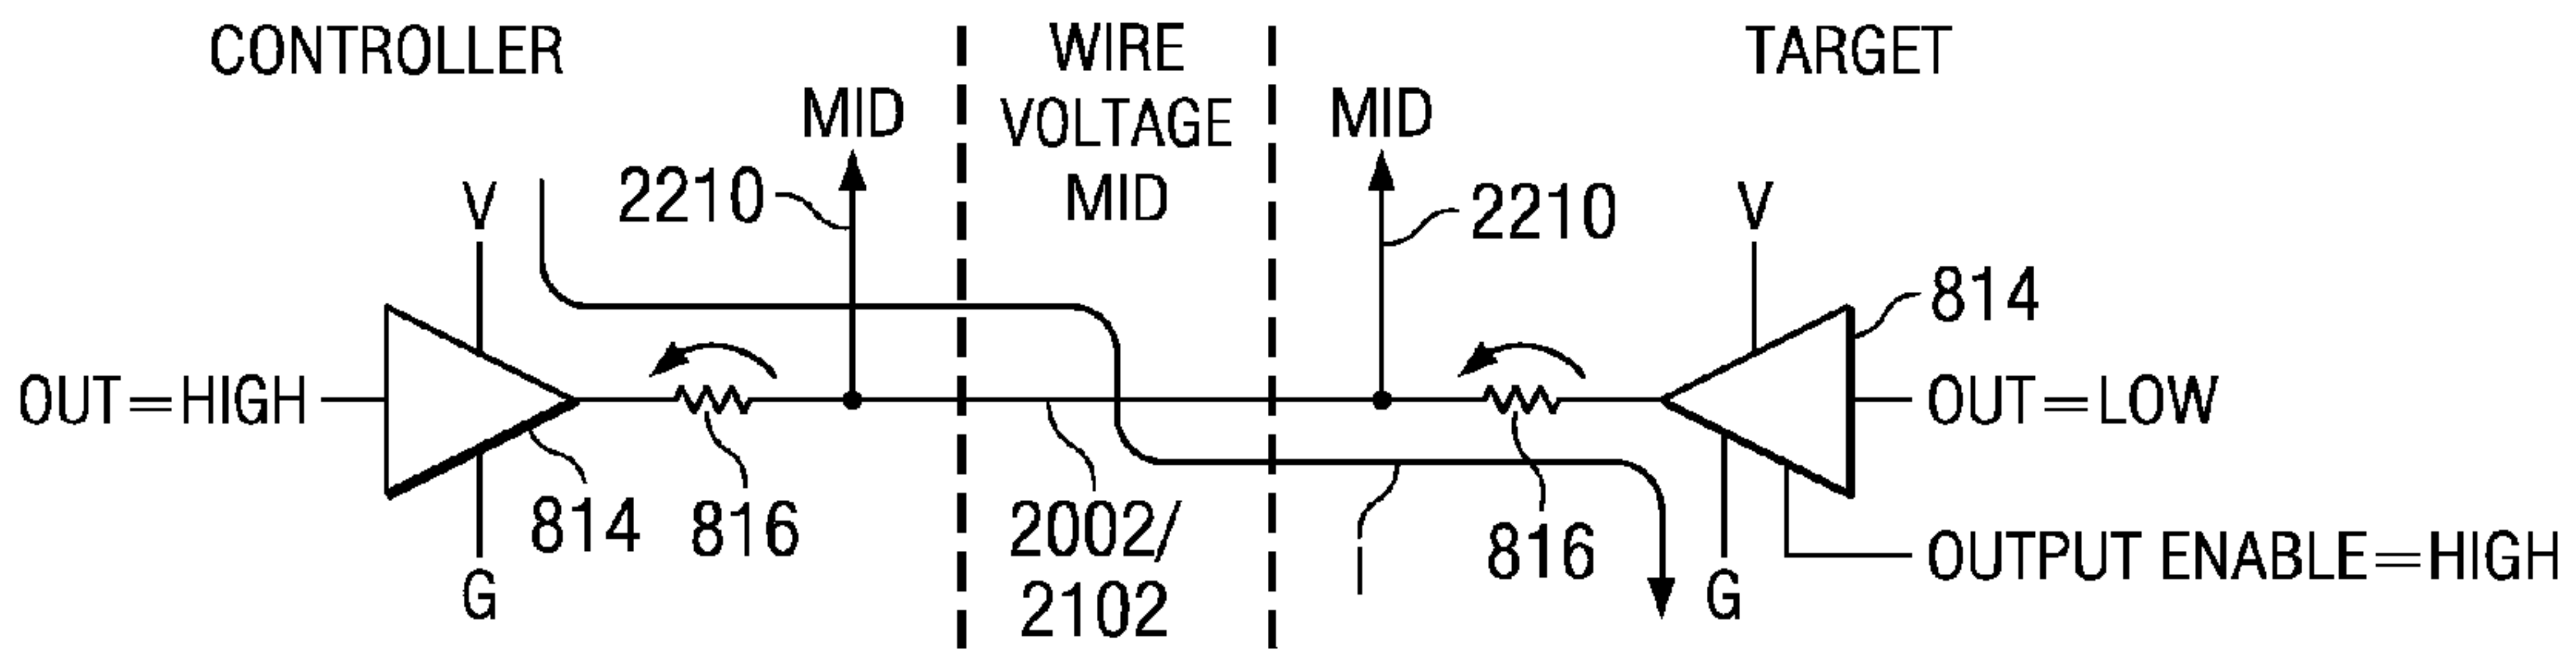 CONTROLLER
WIRE
VOLTAGE
MID
TARGET
MID
MID
V
2210
2210
V
814
OUT=HIGH
OUT=LOW
814
816
2002/
2102
I
816
OUTPUT ENABLE=HIGH
G
G